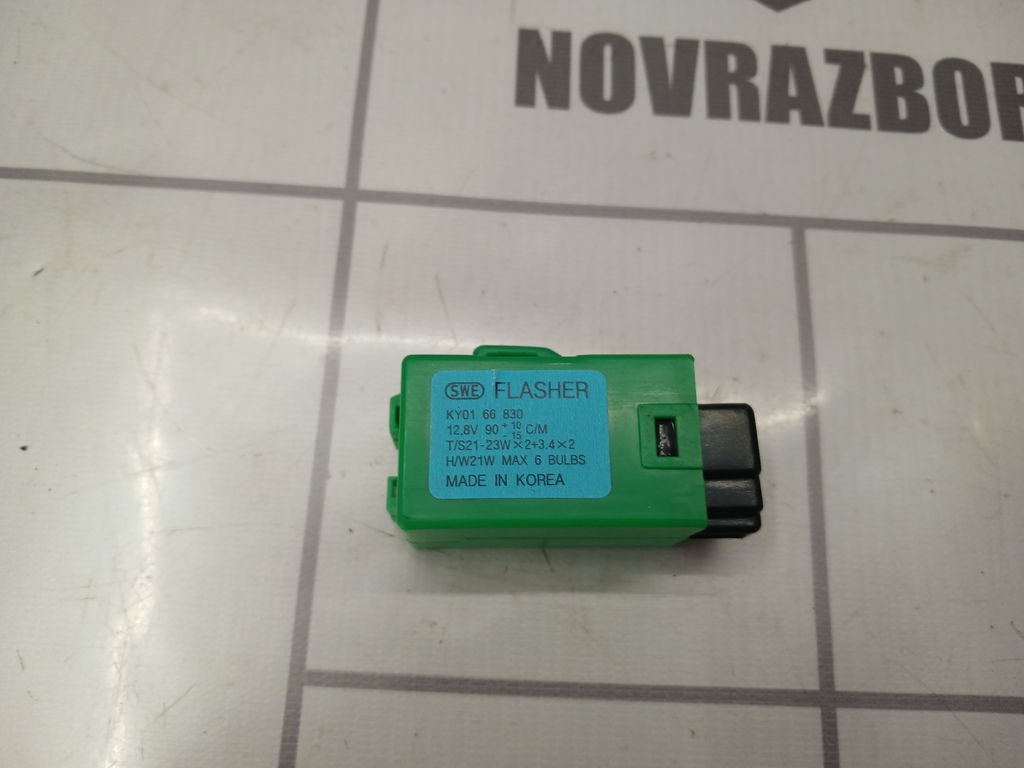 NOVRAZBOR
SWE FLASHER
KY01 66 830
12.8V 90 +10 -15 C/M
T/S21-23W×2+3.4×2
H/W21W MAX 6 BULBS
MADE IN KOREA